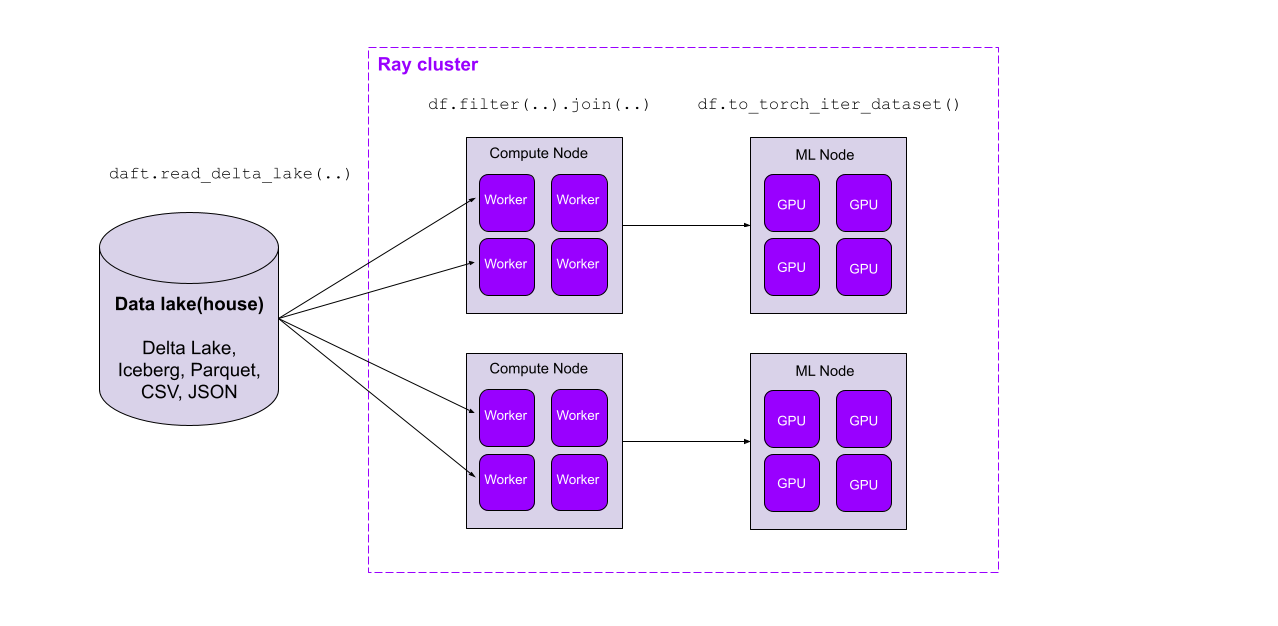 Ray cluster
df.filter(..).join(..)
df.to_torch_iter_dataset()
daft.read_delta_lake(..)
Data lake(house)
Delta Lake,
Iceberg, Parquet,
CSV, JSON
Compute Node
Worker Worker
Worker Worker
ML Node
GPU GPU
GPU GPU
Compute Node
Worker Worker
Worker Worker
ML Node
GPU GPU
GPU GPU